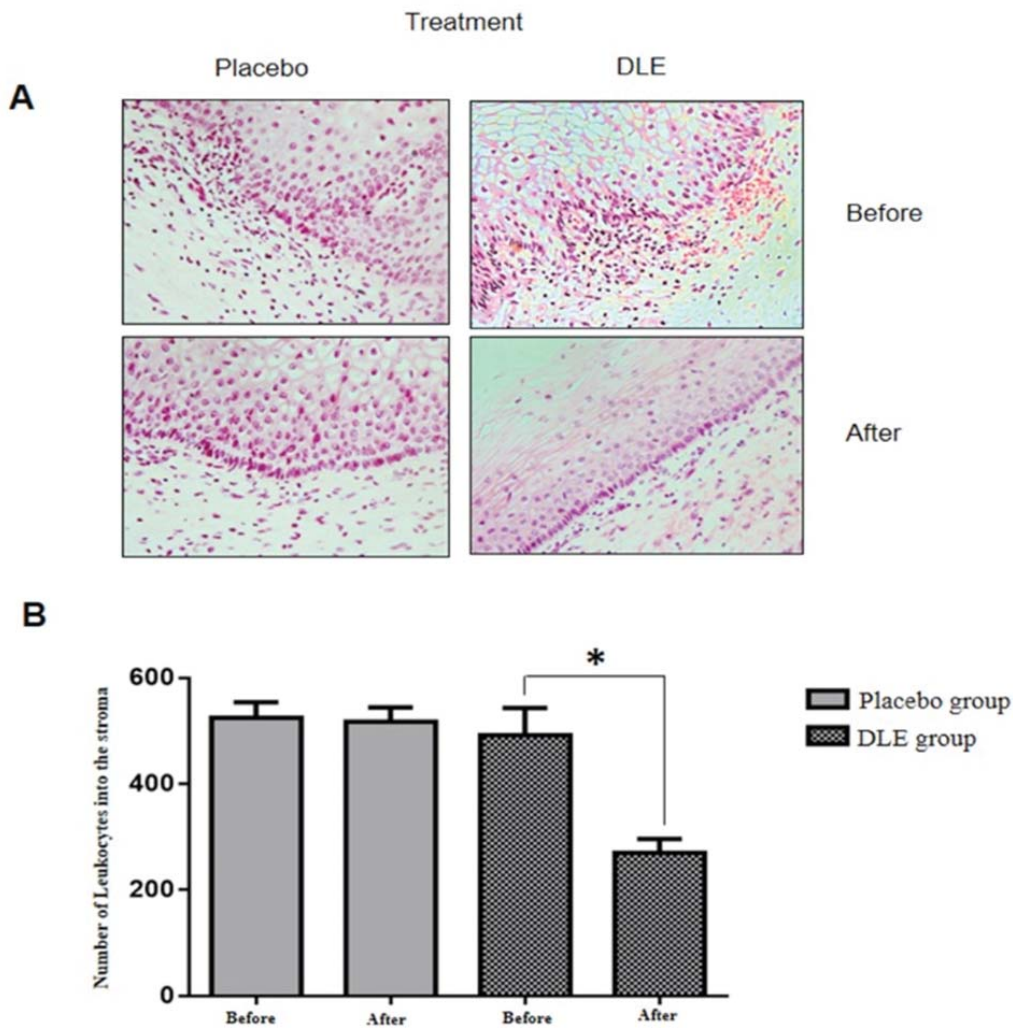 Treatment
Placebo
DLE
A
Before
After
B
*
600
400
200
0
Number of Leukocytes into the stroma
Before
After
Before
After
Placebo group
DLE group